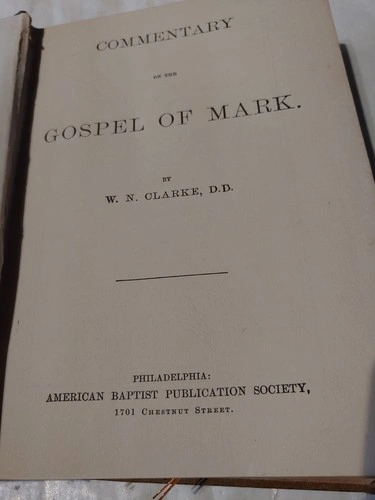 COMMENTARY
ON THE
GOSPEL OF MARK.
BY
W. N. CLARKE, D.D.
PHILADELPHIA:
AMERICAN BAPTIST PUBLICATION SOCIETY,
1701 CHESTNUT STREET.